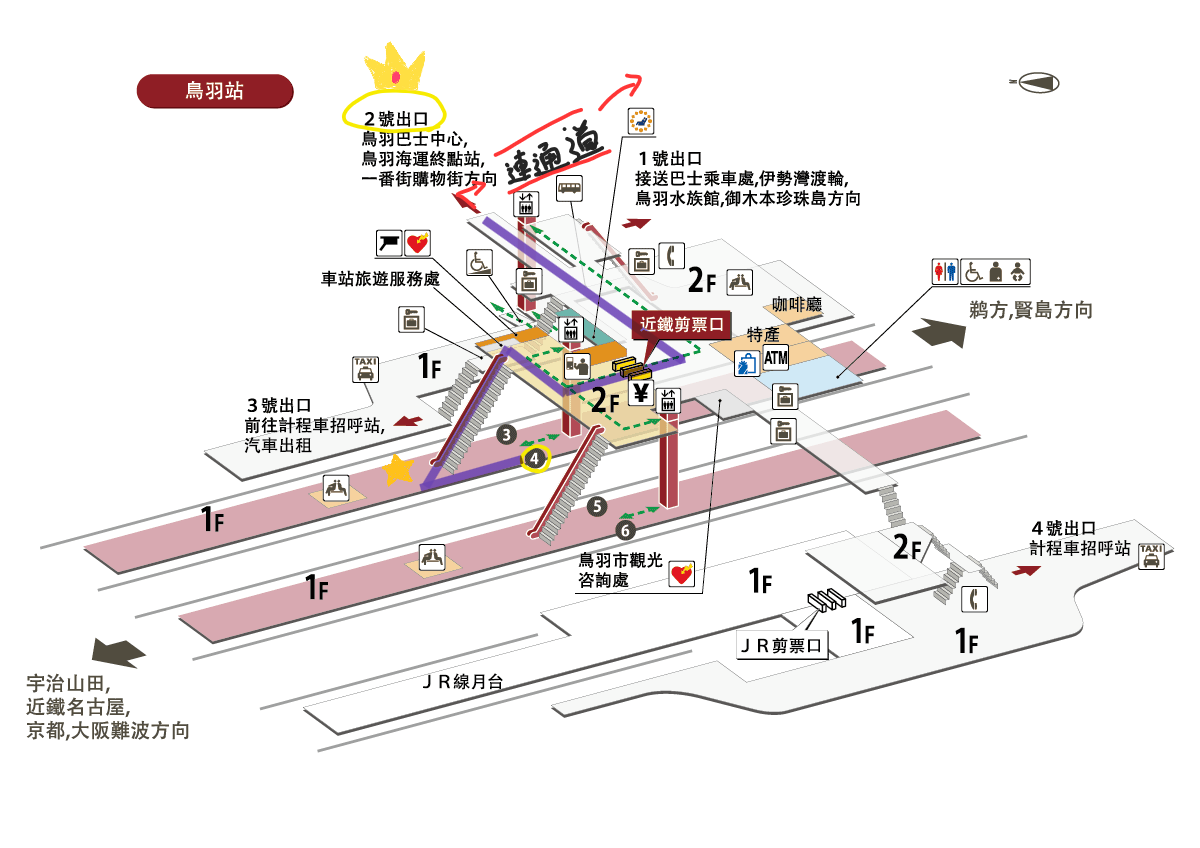 鳥羽站
2號出口
鳥羽巴士中心,
鳥羽海運終點站,
一番街購物街方向
連通道
1號出口
接送巴士乘車處,伊勢灣渡輪,
鳥羽水族館,御木本珍珠島方向
車站旅遊服務處
2F
咖啡廳
鵜方,賢島方向
近鐵剪票口
特產
ATM
TAXI
1F
¥
2F
3號出口
前往計程車招呼站,
汽車出租
3
4
5
6
1F
1F
鳥羽市觀光
咨詢處
2F
4號出口
計程車招呼站
TAXI
1F
1F
1F
JR剪票口
JR線月台
宇治山田,
近鐵名古屋,
京都,大阪難波方向